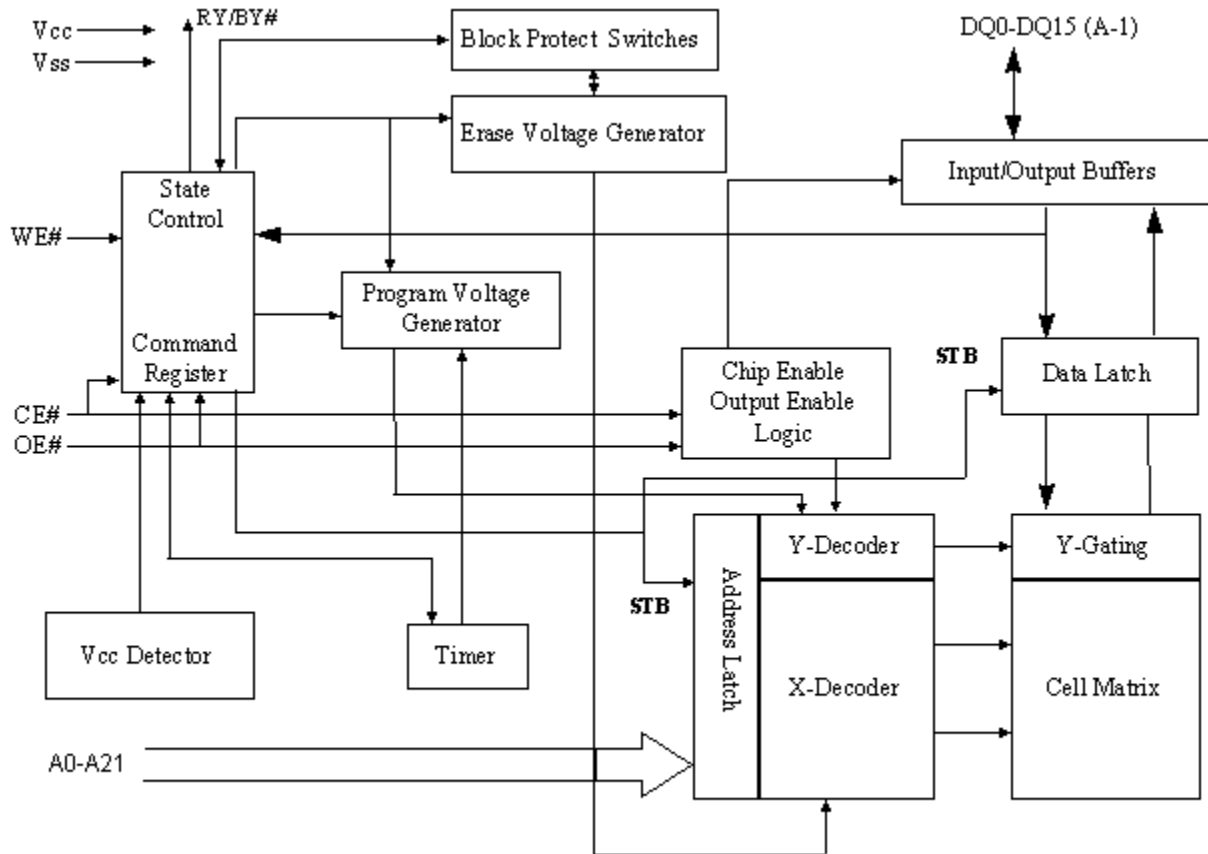 Vcc
Vss
RY/BY#
Block Protect Switches
DQ0-DQ15 (A-1)
Erase Voltage Generator
Input/Output Buffers
State
Control
WE#
Program Voltage
Generator
Command
Register
STB
Chip Enable
Output Enable
Logic
Data Latch
CE#
OE#
Address Latch
Y-Decoder
Y-Gating
STB
Vcc Detector
Timer
X-Decoder
Cell Matrix
A0-A21